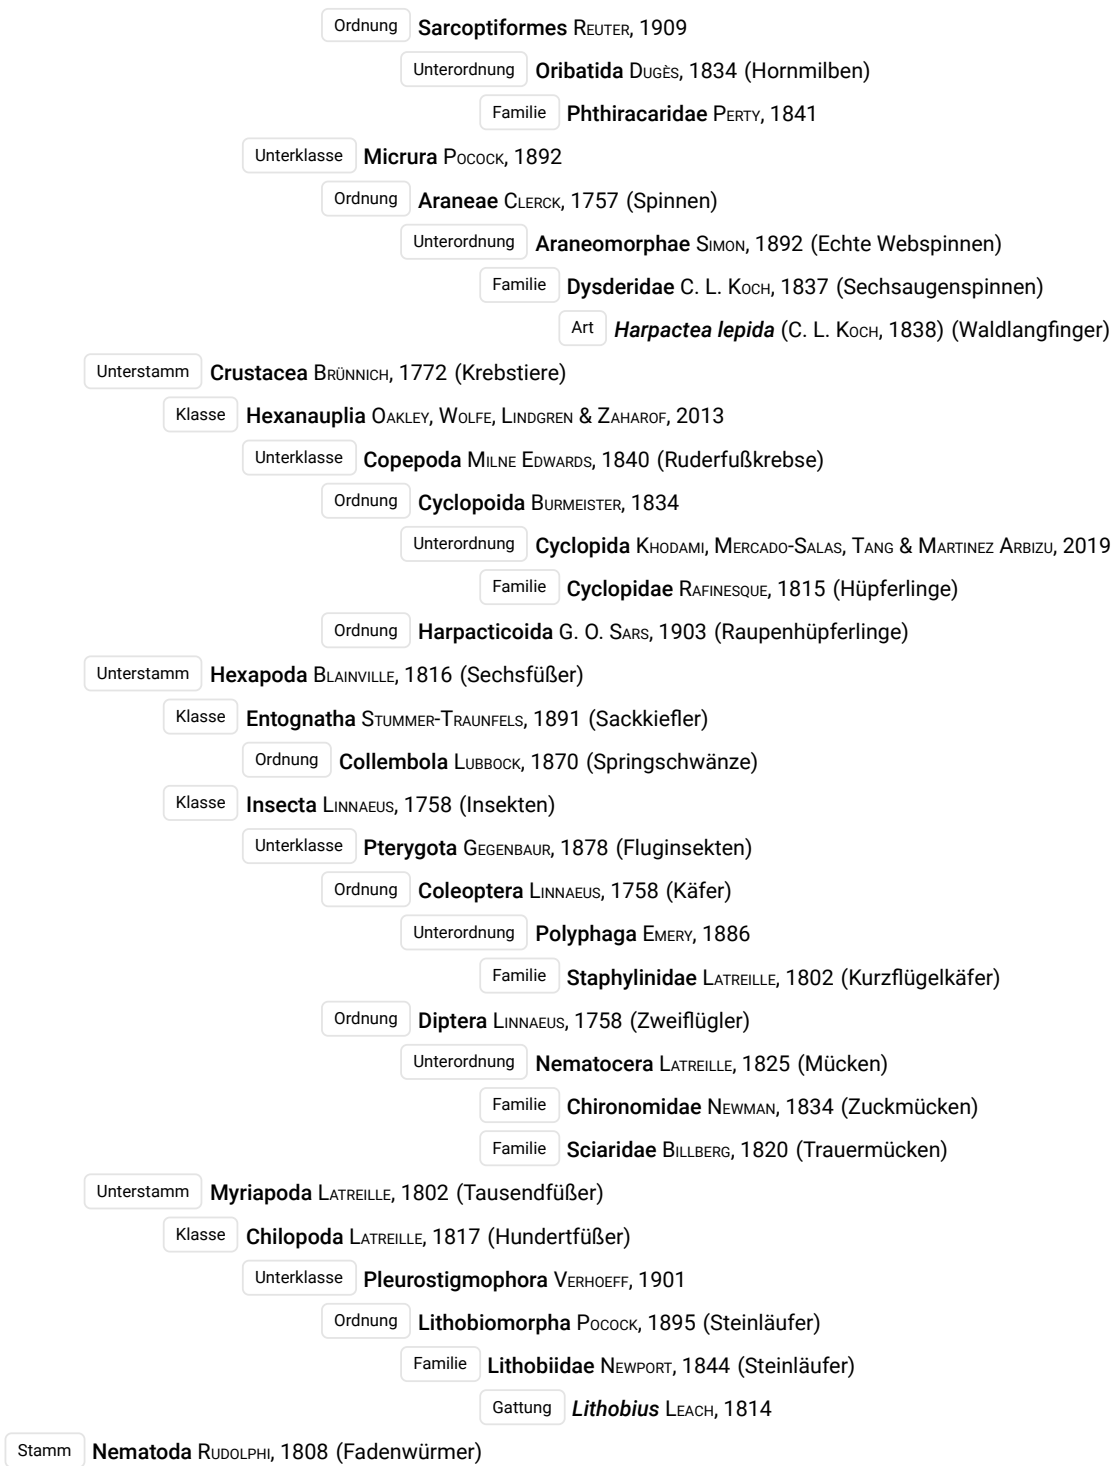 Ordnung Sarcoptiformes Reuter, 1909
Unterordnung Oribatida Dugès, 1834 (Hornmilben)
Familie Phthiracaridae Perty, 1841
Unterklasse Micrura Pocock, 1892
Ordnung Araneae Clerck, 1757 (Spinnen)
Unterordnung Araneomorphae Simon, 1892 (Echte Webspinnen)
Familie Dysderidae C. L. Koch, 1837 (Sechsaugenspinnen)
Art Harpactea lepida (C. L. Koch, 1838) (Waldlangfinger)
Unterstamm Crustacea Brünnich, 1772 (Krebstiere)
Klasse Hexanauplia Oakley, Wolfe, Lindgren & Zaharof, 2013
Unterklasse Copepoda Milne Edwards, 1840 (Ruderfußkrebse)
Ordnung Cyclopoida Burmeister, 1834
Unterordnung Cyclopida Khodami, Mercado-Salas, Tang & Martinez Arbizu, 2019
Familie Cyclopidae Rafinesque, 1815 (Hüpferlinge)
Ordnung Harpacticoida G. O. Sars, 1903 (Raupenhüpferlinge)
Unterstamm Hexapoda Blainville, 1816 (Sechsfüßer)
Klasse Entognatha Stummer-Traunfels, 1891 (Sackkiefler)
Ordnung Collembola Lubbock, 1870 (Springschwänze)
Klasse Insecta Linnaeus, 1758 (Insekten)
Unterklasse Pterygota Gegenbaur, 1878 (Fluginsekten)
Ordnung Coleoptera Linnaeus, 1758 (Käfer)
Unterordnung Polyphaga Emery, 1886
Familie Staphylinidae Latreille, 1802 (Kurzflügelkäfer)
Ordnung Diptera Linnaeus, 1758 (Zweiflügler)
Unterordnung Nematocera Latreille, 1825 (Mücken)
Familie Chironomidae Newman, 1834 (Zuckmücken)
Familie Sciaridae Billberg, 1820 (Trauermücken)
Unterstamm Myriapoda Latreille, 1802 (Tausendfüßer)
Klasse Chilopoda Latreille, 1817 (Hundertfüßer)
Unterklasse Pleurostigmophora Verhoeff, 1901
Ordnung Lithobiomorpha Pocock, 1895 (Steinläufer)
Familie Lithobiidae Newport, 1844 (Steinläufer)
Gattung Lithobius Leach, 1814
Stamm Nematoda Rudolphi, 1808 (Fadenwürmer)